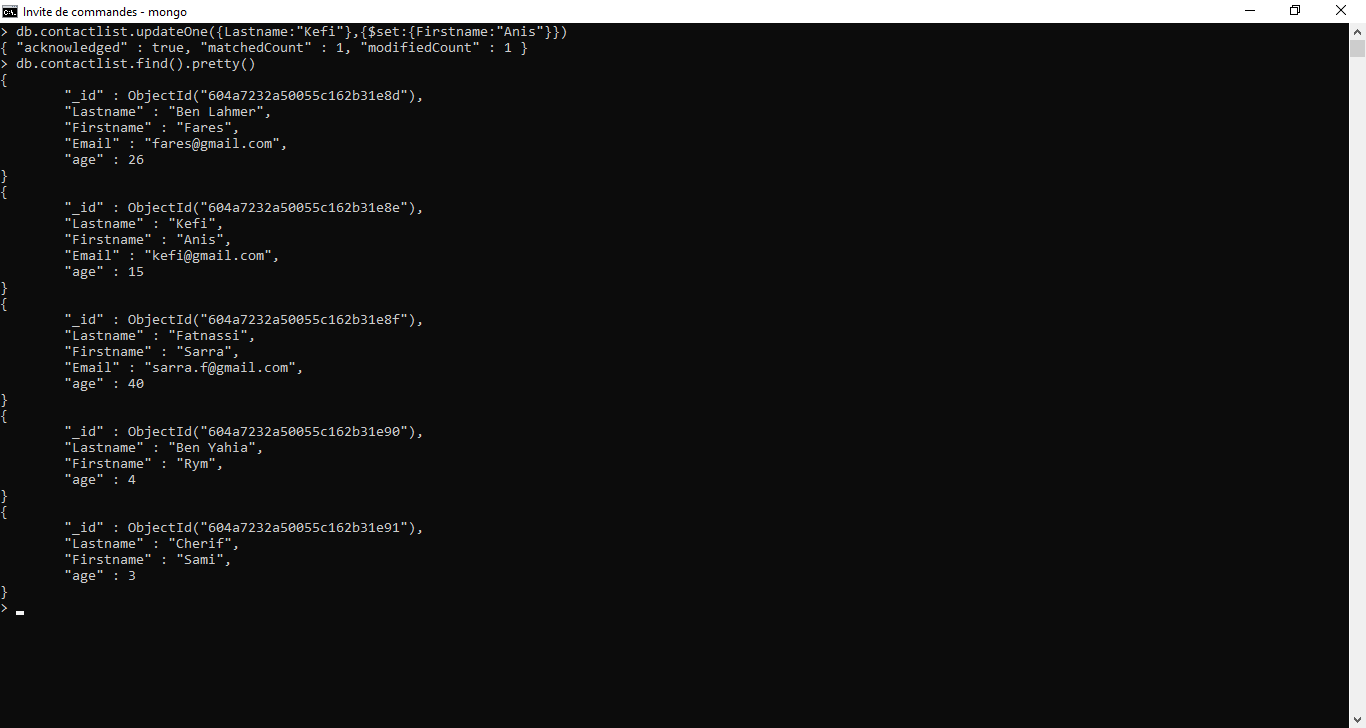 Invite de commandes - mongo
> db.contactlist.updateOne({Lastname:"Kefi"},{$set:{Firstname:"Anis"}})
{ "acknowledged" : true, "matchedCount" : 1, "modifiedCount" : 1 }
> db.contactlist.find().pretty()
{
        "_id" : ObjectId("604a7232a50055c162b31e8d"),
        "Lastname" : "Ben Lahmer",
        "Firstname" : "Fares",
        "Email" : "fares@gmail.com",
        "age" : 26
}
{
        "_id" : ObjectId("604a7232a50055c162b31e8e"),
        "Lastname" : "Kefi",
        "Firstname" : "Anis",
        "Email" : "kefi@gmail.com",
        "age" : 15
}
{
        "_id" : ObjectId("604a7232a50055c162b31e8f"),
        "Lastname" : "Fatnassi",
        "Firstname" : "Sarra",
        "Email" : "sarra.f@gmail.com",
        "age" : 40
}
{
        "_id" : ObjectId("604a7232a50055c162b31e90"),
        "Lastname" : "Ben Yahia",
        "Firstname" : "Rym",
        "age" : 4
}
{
        "_id" : ObjectId("604a7232a50055c162b31e91"),
        "Lastname" : "Cherif",
        "Firstname" : "Sami",
        "age" : 3
}
>